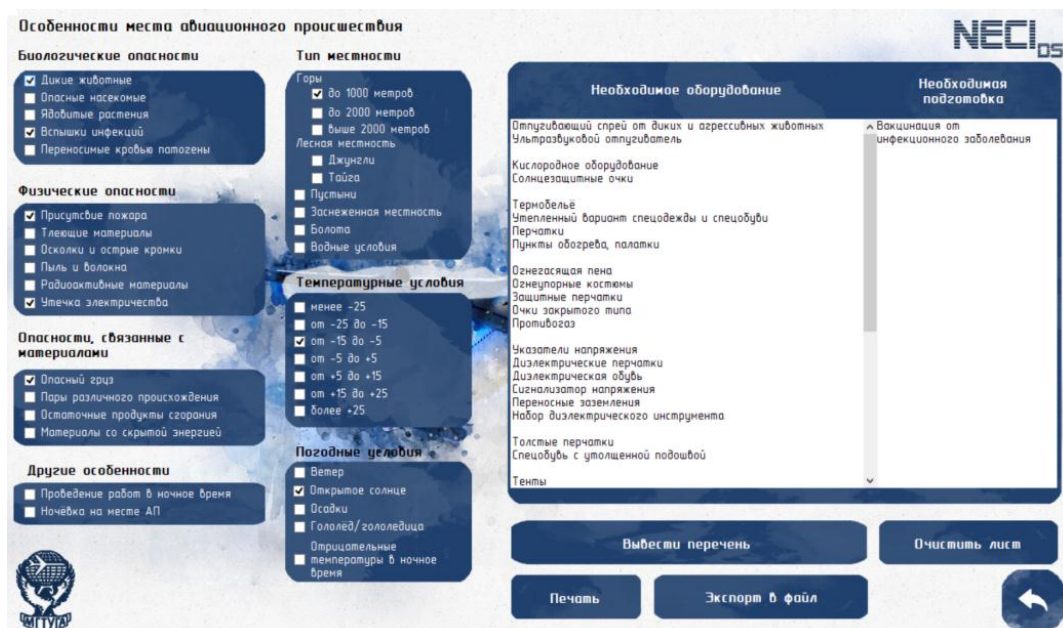 Особенности места авиационного происшествия
Биологические опасности
Дикие животные
Опасные насекомые
Ядовитые растения
Вспышки инфекций
Переносимые кровью патогены
Физические опасности
Присутсвие пожара
Тлеющие материалы
Осколки и острые кромки
Пыль и волокна
Радиоактивные материалы
Утечка электричества
Опасности, связанные с
материалами
Опасный груз
Пары различного происхождения
Остаточные продукты сгорания
Материалы со скрытой энергией
Другие особенности
Проведение работ в ночное время
Ночёвка на месте АП
МГТУГА
Тип местности
Горы
до 1000 метров
до 2000 метров
выше 2000 метров
Лесная местность
Джунгли
Тайга
Пустыни
Заснеженная местность
Болота
Водные условия
Температурные условия
менее -25
от -25 до -15
от -15 до -5
от -5 до +5
от +5 до +15
от +15 до +25
более +25
Погодные условия
Ветер
Открытое солнце
Осадки
Гололёд/гололедица
Отрицательные
температуры в ночное
время
NECI DS
Необходимое оборудование
Отпугивающий спрей от диких и агрессивных животных
Ультразвуковой отпугиватель
Кислородное оборудование
Солнцезащитные очки
Термобельё
Утепленный вариант спецодежды и спецобуви
Перчатки
Пункты обогрева, палатки
Огнегасящая пена
Огнеупорные костюмы
Защитные перчатки
Очки закрытого типа
Противогаз
Указатели напряжения
Диэлектрические перчатки
Диэлектрическая обувь
Сигнализатор напряжения
Переносные заземления
Набор диэлектрического инструмента
Толстые перчатки
Спецобувь с утолщенной подошвой
Тенты
Необходимая
подготовка
Вакцинация от
инфекционного заболевания
Вывести перечень
Очистить лист
Печать
Экспорт в файл